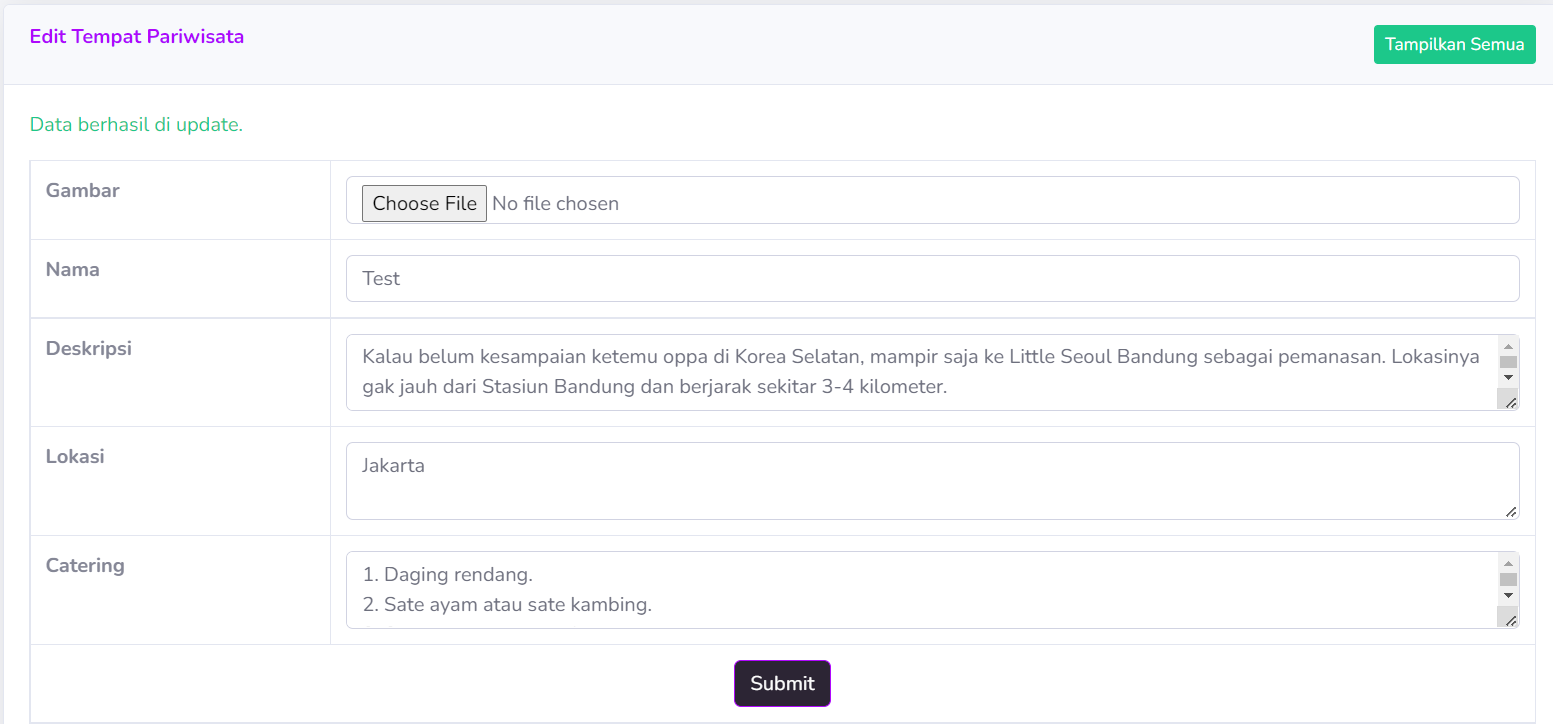 Edit Tempat Pariwisata
Tampilkan Semua
Data berhasil di update.
Gambar
Choose File No file chosen
Nama
Test
Deskripsi
Kalau belum kesampaian ketemu oppa di Korea Selatan, mampir saja ke Little Seoul Bandung sebagai pemanasan. Lokasinya
gak jauh dari Stasiun Bandung dan berjarak sekitar 3-4 kilometer.
Lokasi
Jakarta
Catering
1. Daging rendang.
2. Sate ayam atau sate kambing.
Submit